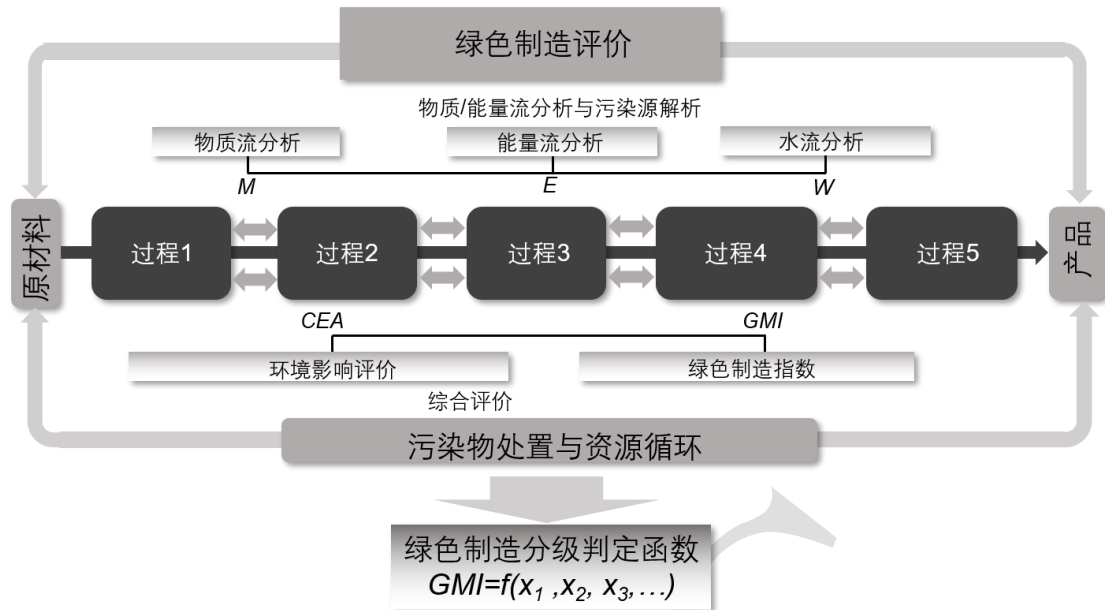 绿色制造评价
物质/能量流分析与污染源解析
物质流分析
能量流分析
水流分析
M
E
W
原材料
过程1
过程2
过程3
过程4
过程5
产品
CEA
GMI
环境影响评价
绿色制造指数
综合评价
污染物处置与资源循环
绿色制造分级判定函数
GMI=f(x₁ ,x₂, x₃,…)